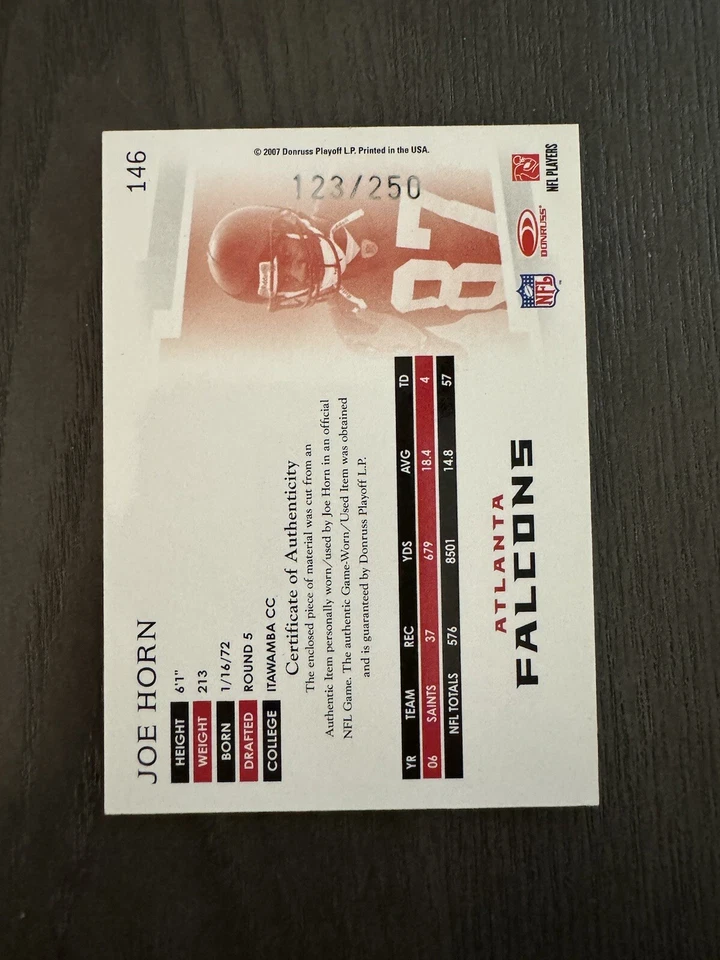 JOE HORN
146
HEIGHT 6'1"
WEIGHT 213
BORN 1/16/72
DRAFTED ROUND 5
COLLEGE ITAWAMBA CC
© 2007 Donruss Playoff L.P. Printed in the USA.
123/250
87
Certificate of Authenticity
The enclosed piece of material was cut from an
Authentic Item personally worn/used by Joe Horn in an official
NFL Game. The authentic Game-Worn/Used Item was obtained
and is guaranteed by Donruss Playoff L.P.
YR TEAM REC YDS AVG TD
06 SAINTS 37 679 18.4 4
NFL TOTALS 576 8501 14.8 57
ATLANTA
FALCONS
NFL
DONRUSS
NFL PLAYERS